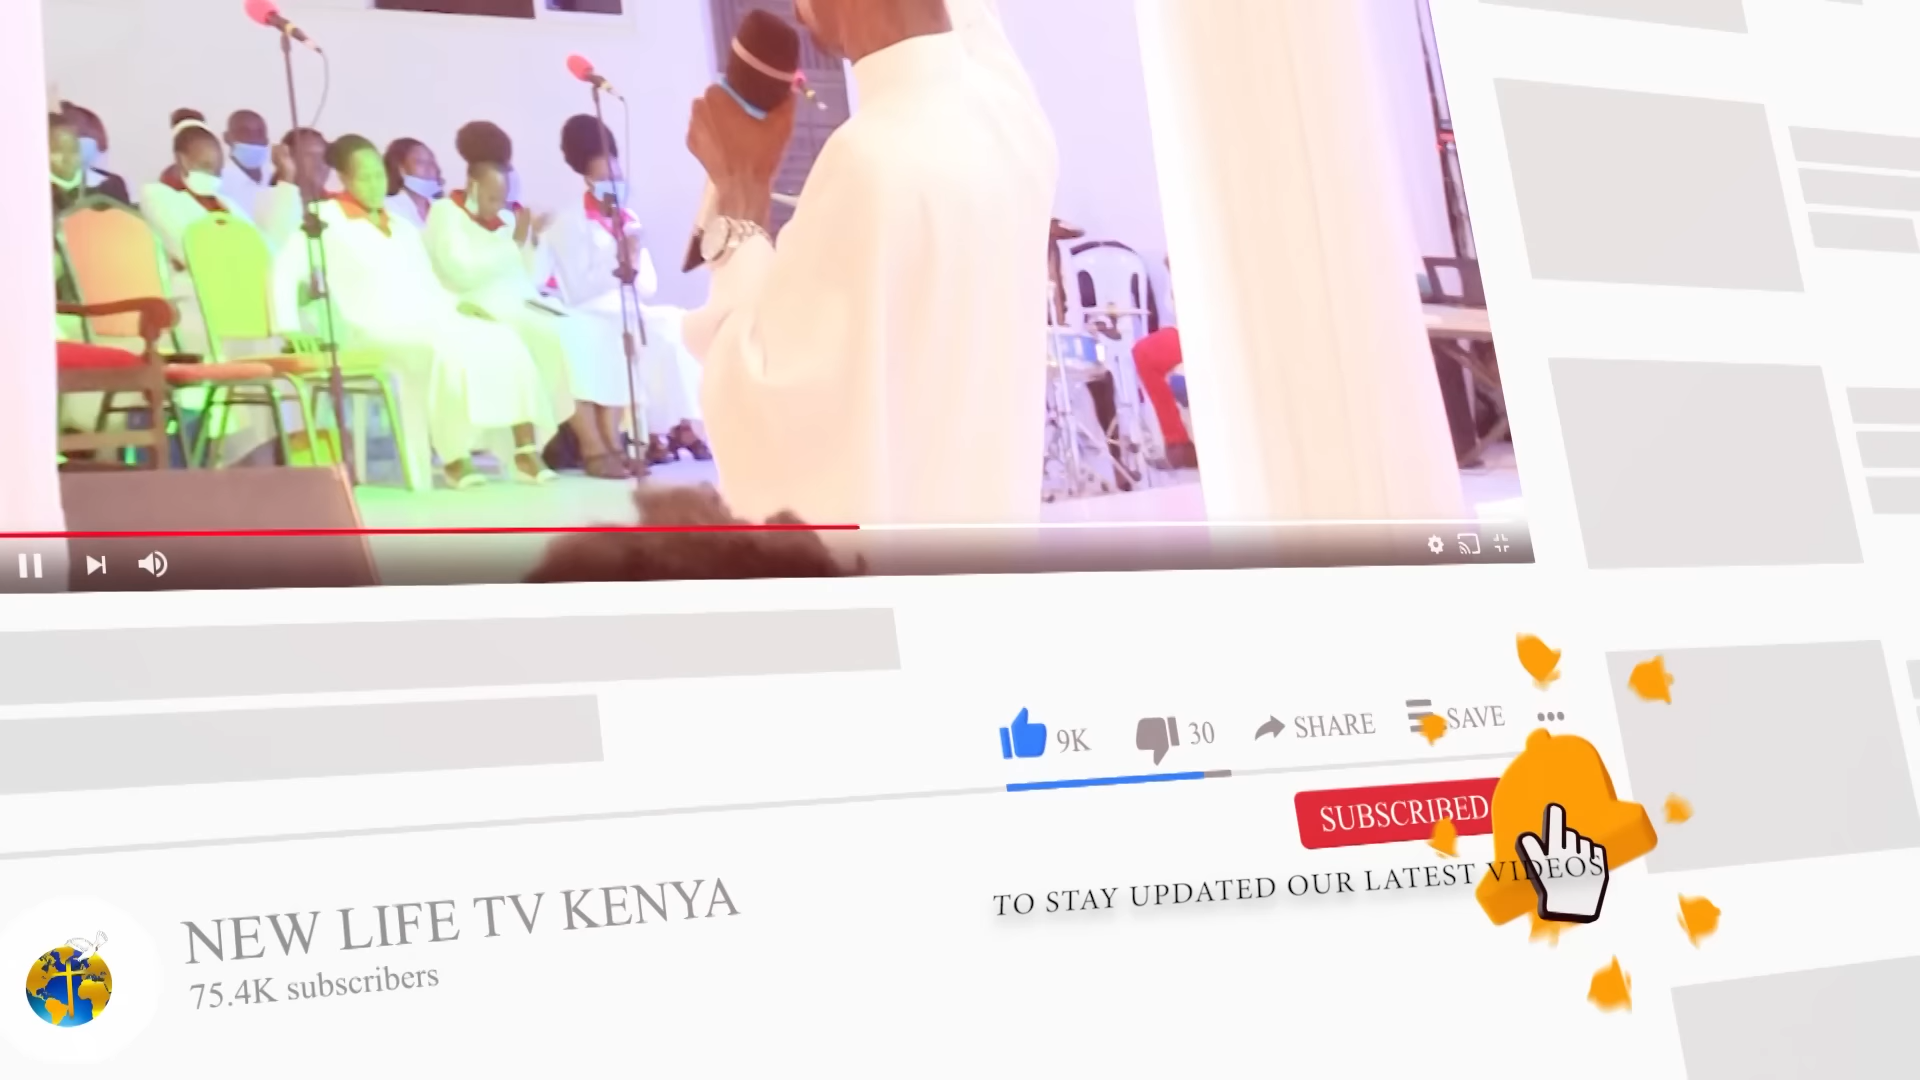 9K
30
SHARE
SAVE
SUBSCRIBED
TO STAY UPDATED OUR LATEST VIDEOS
NEW LIFE TV KENYA
75.4K subscribers